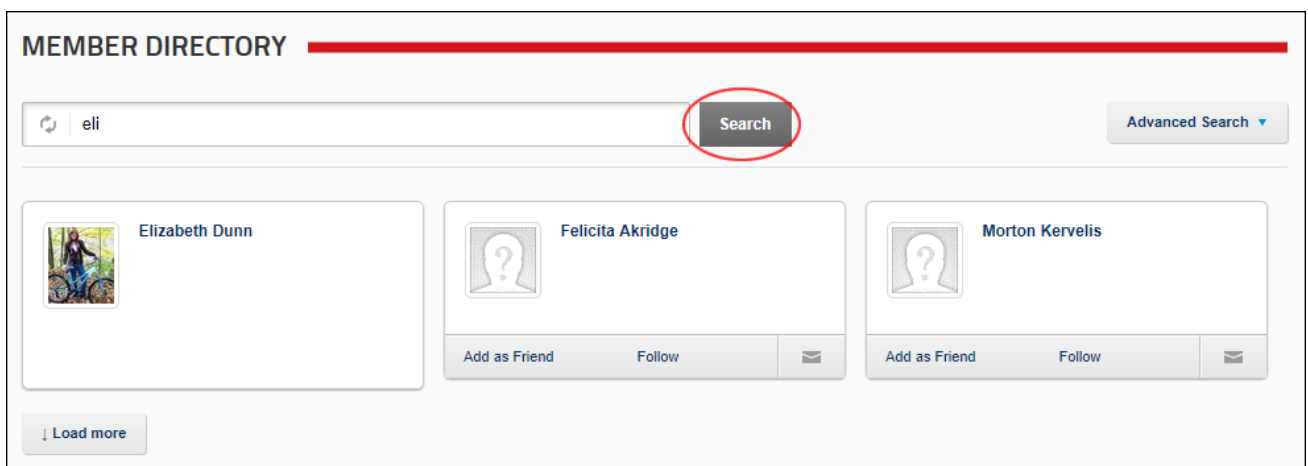 MEMBER DIRECTORY
eli
Search
Advanced Search ▼
Elizabeth Dunn
Felicita Akridge
Morton Kervelis
Add as Friend Follow
Add as Friend Follow
↓ Load more